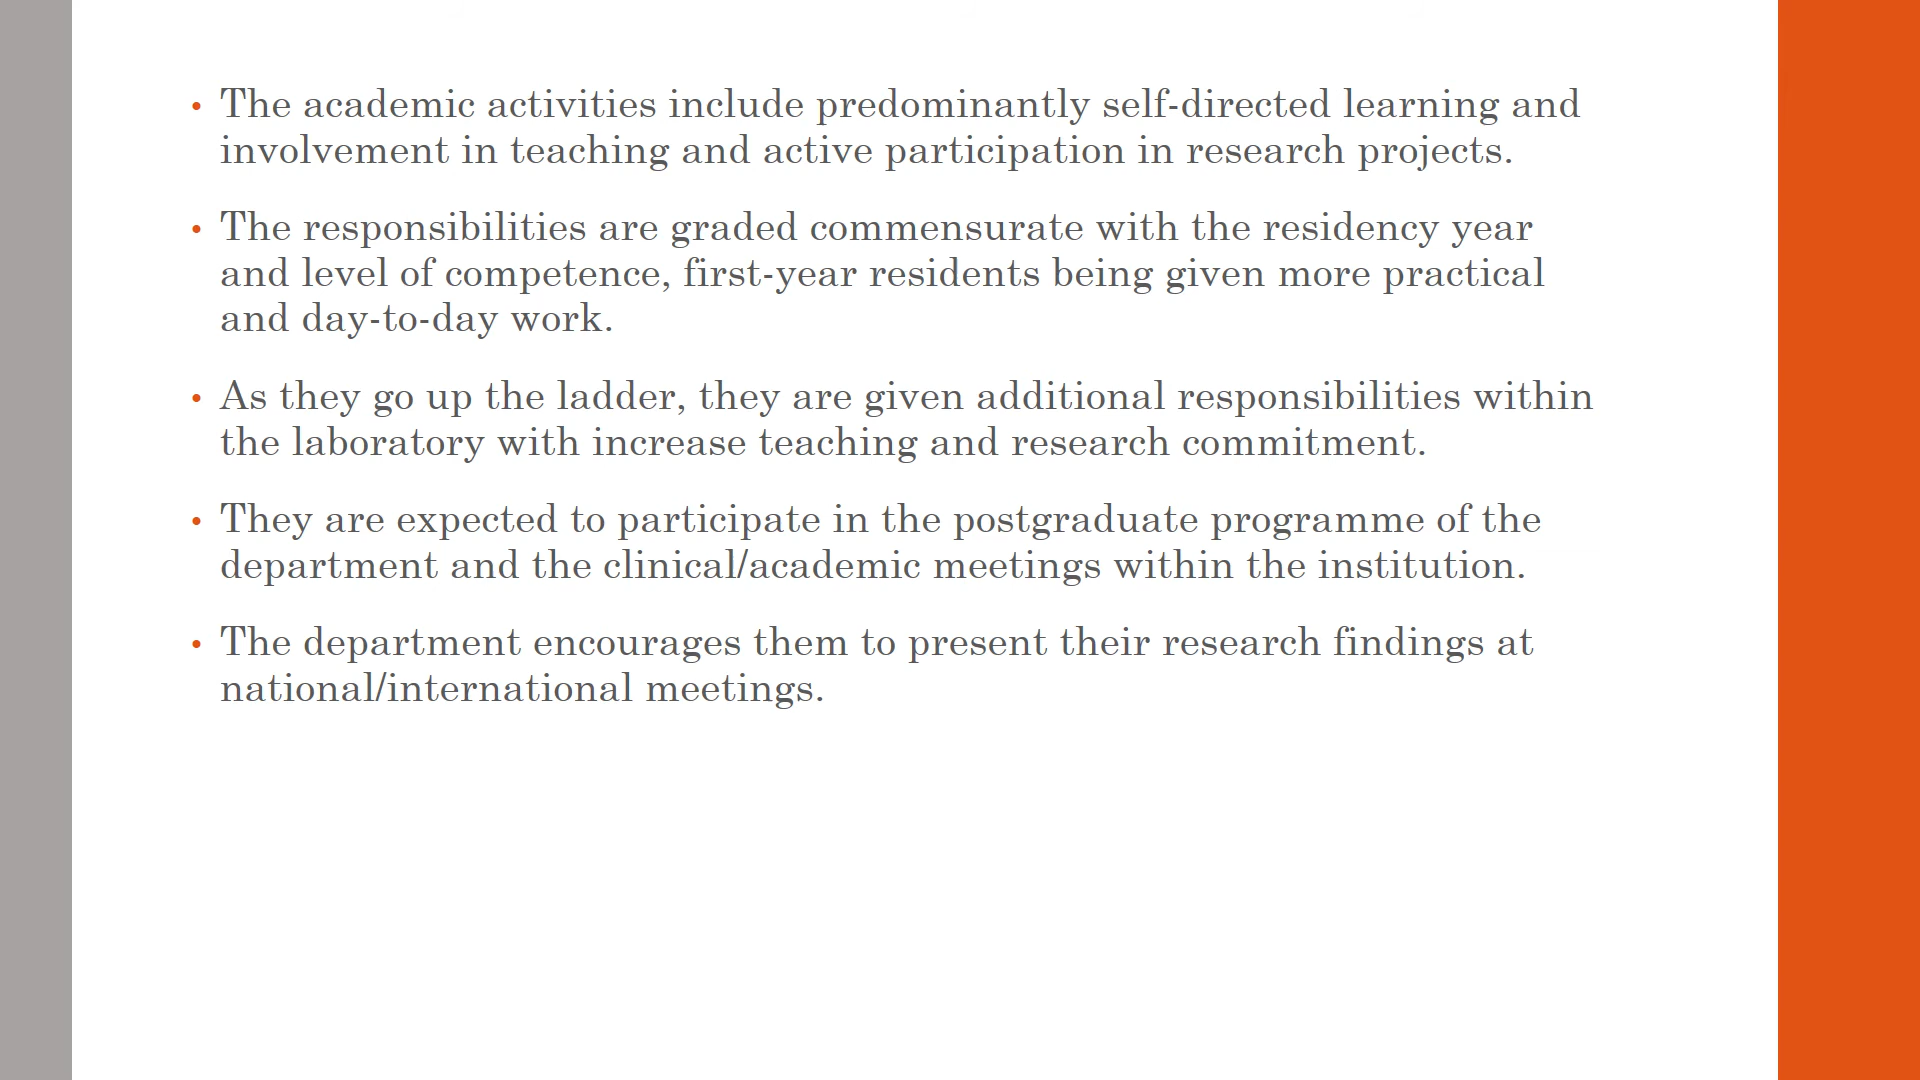 • The academic activities include predominantly self-directed learning and
involvement in teaching and active participation in research projects.
• The responsibilities are graded commensurate with the residency year
and level of competence, first-year residents being given more practical
and day-to-day work.
• As they go up the ladder, they are given additional responsibilities within
the laboratory with increase teaching and research commitment.
• They are expected to participate in the postgraduate programme of the
department and the clinical/academic meetings within the institution.
• The department encourages them to present their research findings at
national/international meetings.